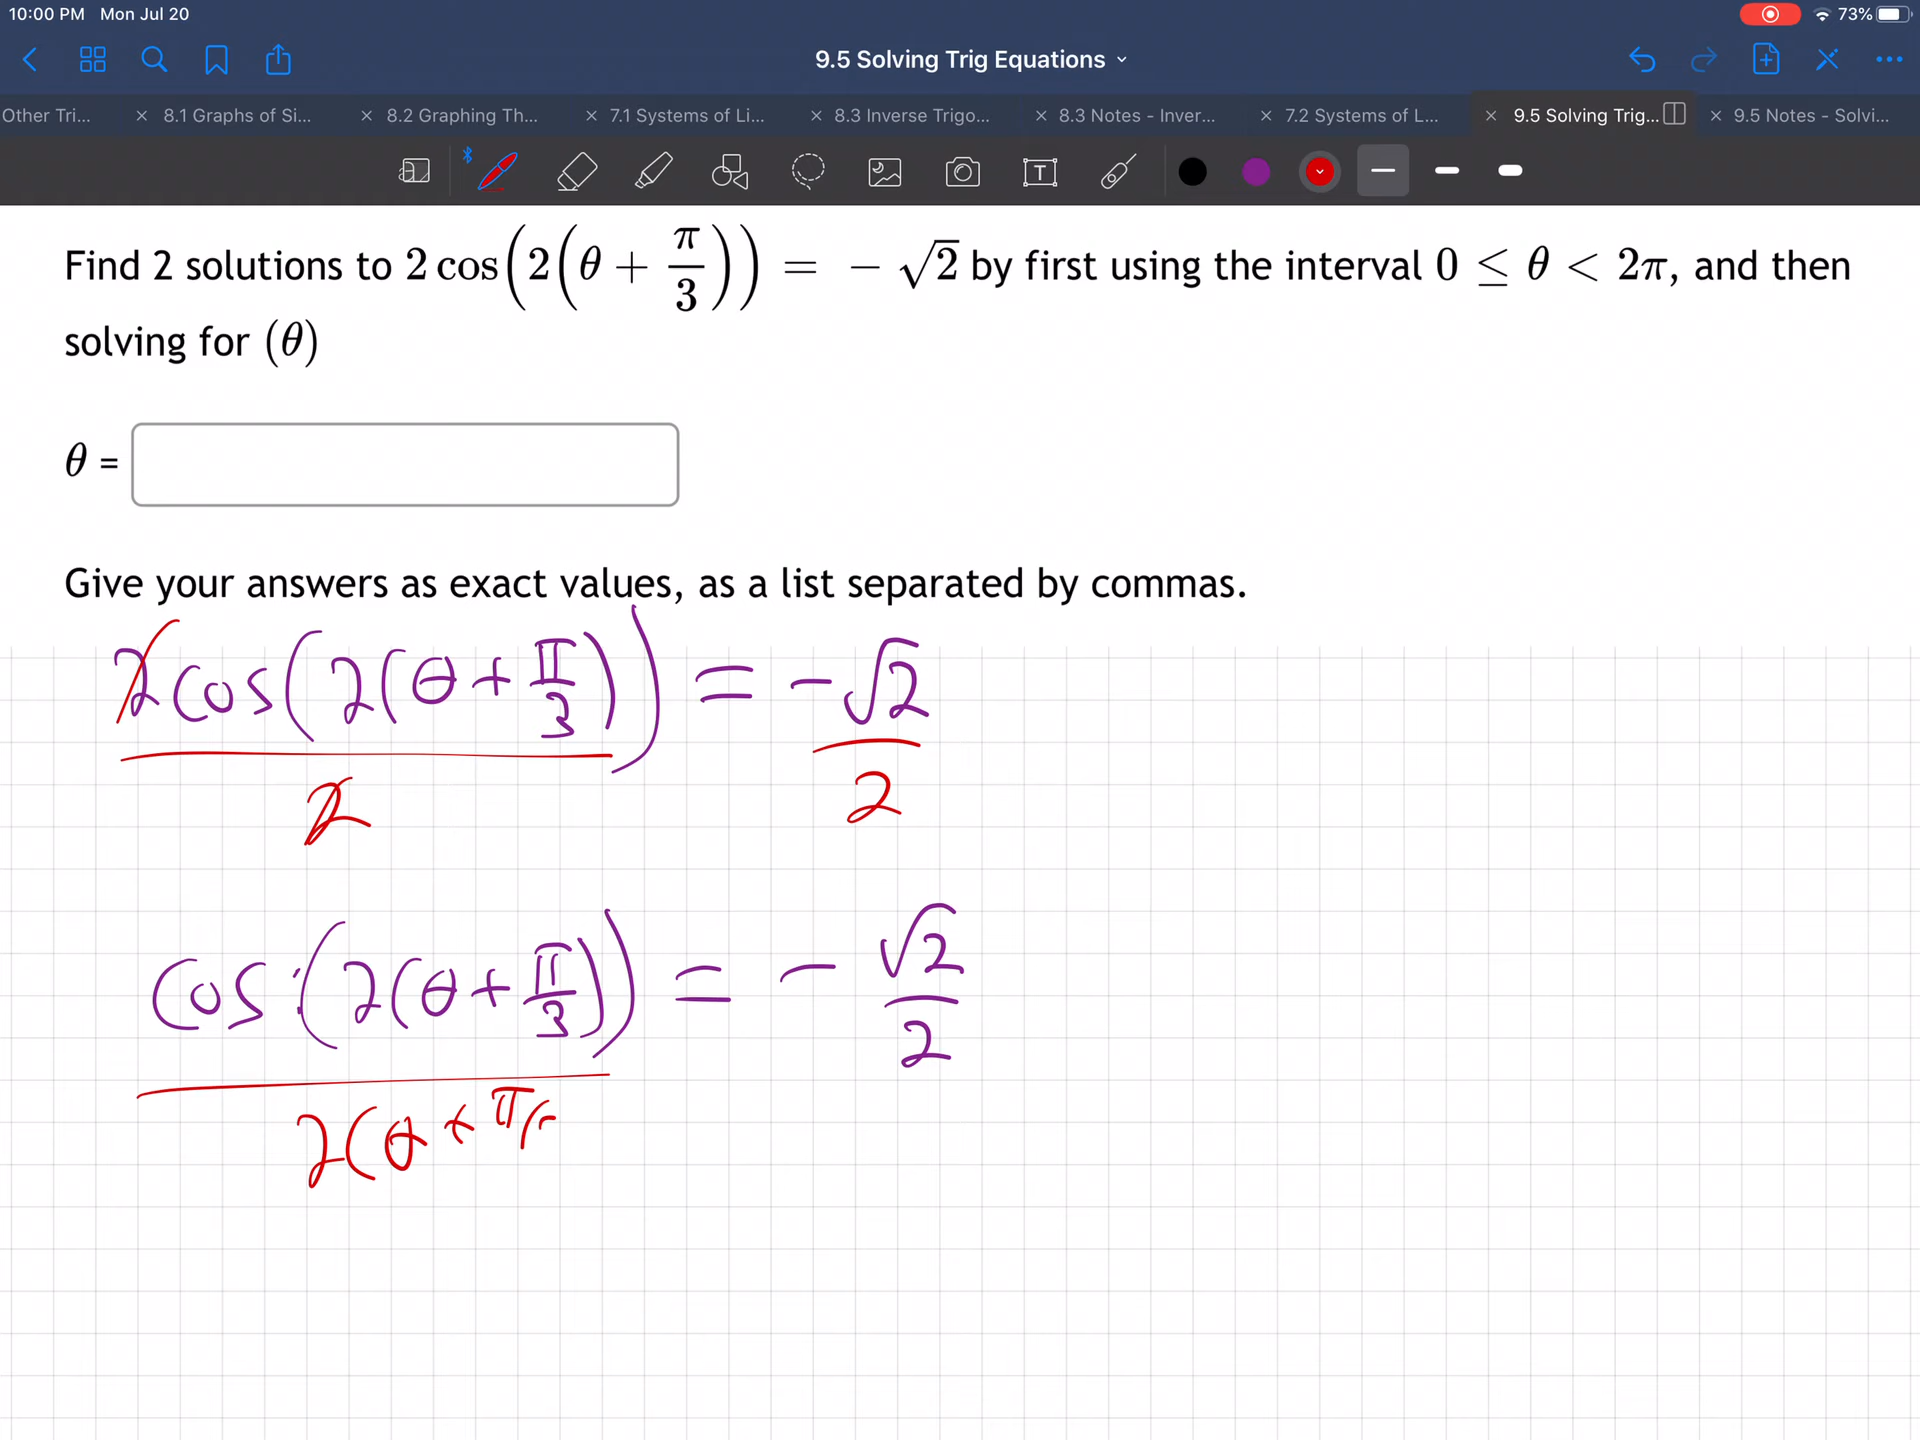 10:00 PM Mon Jul 20 73%
9.5 Solving Trig Equations
Other Tri... × 8.1 Graphs of Si... × 8.2 Graphing Th... × 7.1 Systems of Li... × 8.3 Inverse Trigo... × 8.3 Notes - Inver... × 7.2 Systems of L... × 9.5 Solving Trig... × 9.5 Notes - Solvi...
T
Find 2 solutions to 2 cos(2(θ + π/3)) = − √2 by first using the interval 0 ≤ θ < 2π, and then
solving for (θ)
θ =
Give your answers as exact values, as a list separated by commas.
2cos(2(θ+π/3)) = -√2
2 2
cos(2(θ+π/3)) = - √2/2
2(θ + π/